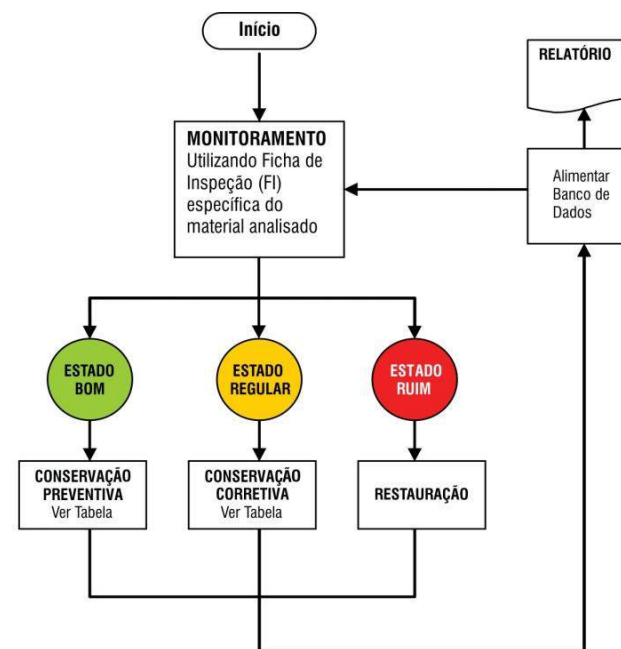 Início
RELATÓRIO
MONITORAMENTO
Utilizando Ficha de
Inspeção (FI)
específica do
material analisado
Alimentar
Banco de
Dados
ESTADO
BOM
ESTADO
REGULAR
ESTADO
RUIM
CONSERVAÇÃO
PREVENTIVA
Ver Tabela
CONSERVAÇÃO
CORRETIVA
Ver Tabela
RESTAURAÇÃO